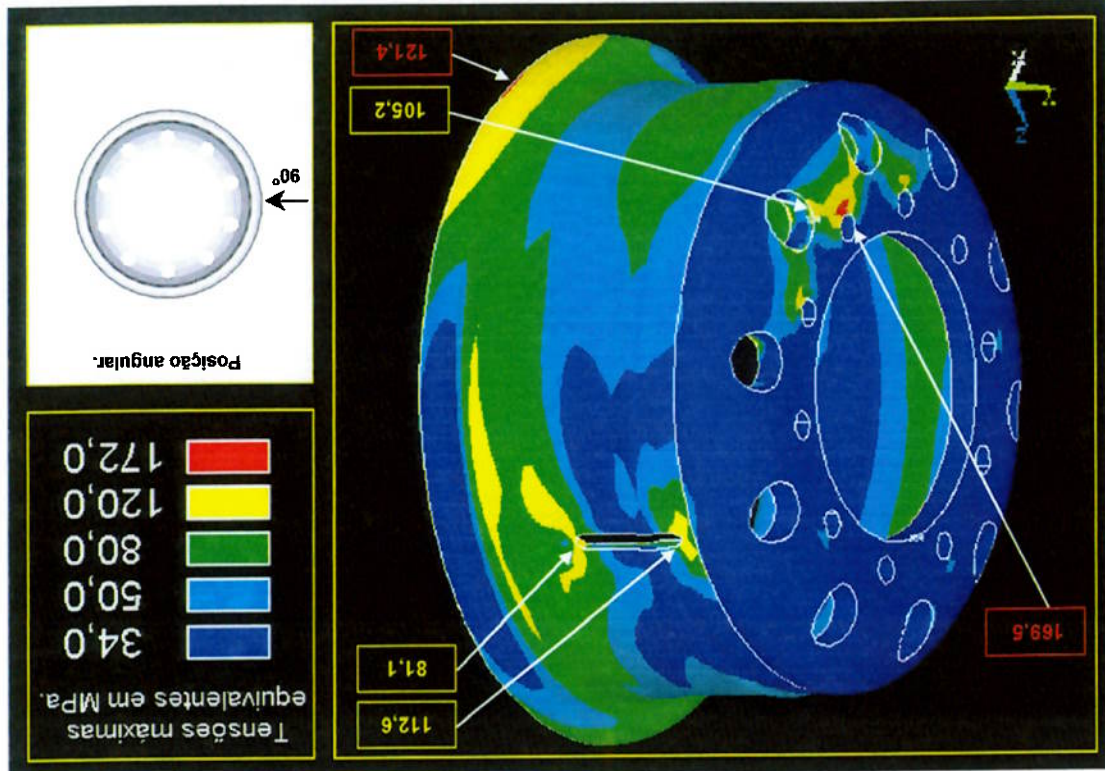 112,6
81,1
169,5
105,2
121,4
Z
Tensões máximas
equivalentes em MPa.
34,0
50,0
80,0
120,0
172,0
Posição angular.
90°